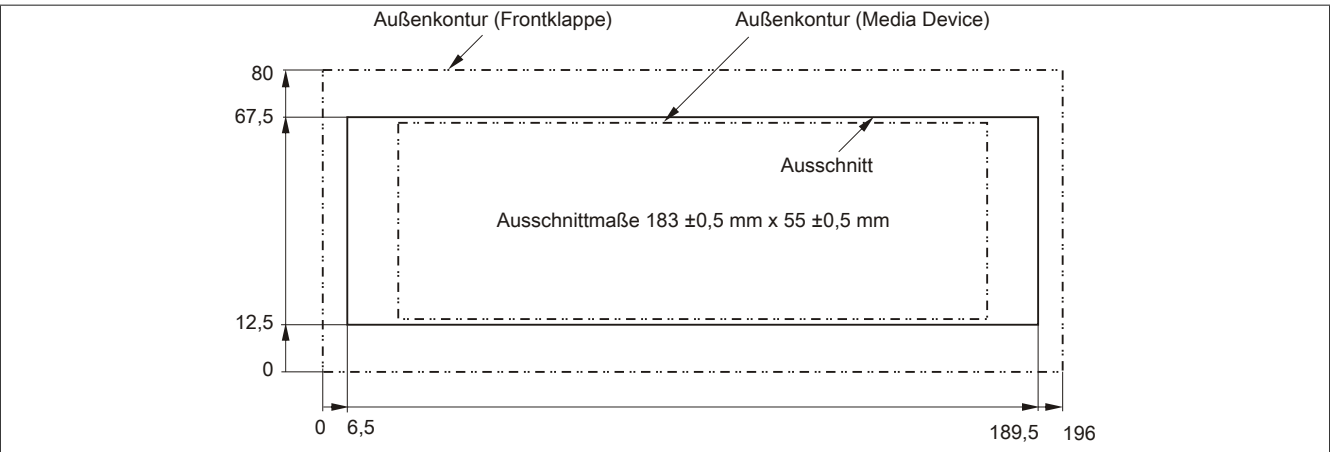 Außenkontur (Frontklappe)
Außenkontur (Media Device)
80
67,5
Ausschnitt
Ausschnittmaße 183 ±0,5 mm x 55 ±0,5 mm
12,5
0
0
6,5
189,5
196